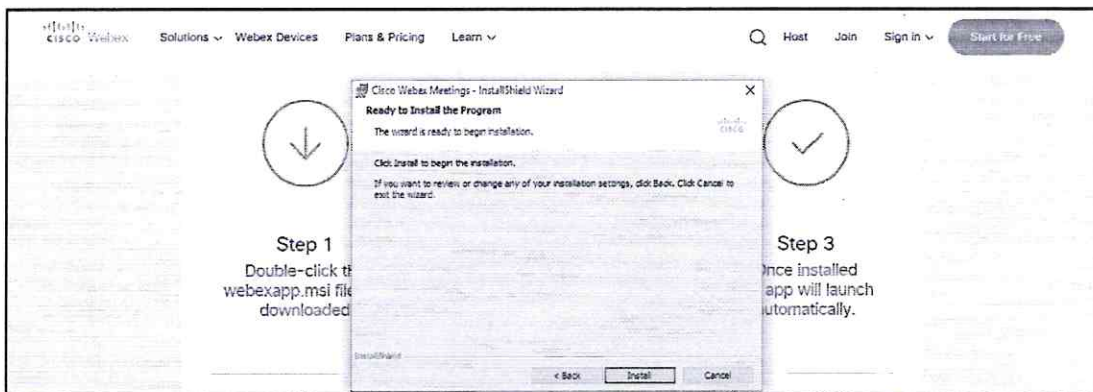 CISCO Webex Solutions Webex Devices Plans & Pricing Learn Host Join Sign in Start for Free
Cisco Webex Meetings - InstallShield Wizard X
Ready to Install the Program
The wizard is ready to begin installation.
CISCO
Click Install to begin the installation.
If you want to review or change any of your installation settings, click Back. Click Cancel to
exit the wizard.
InstallShield
< Back Install Cancel
Step 1
Double-click
webexapp.msi
downloaded
Step 3
installed
app will launch
automatically.